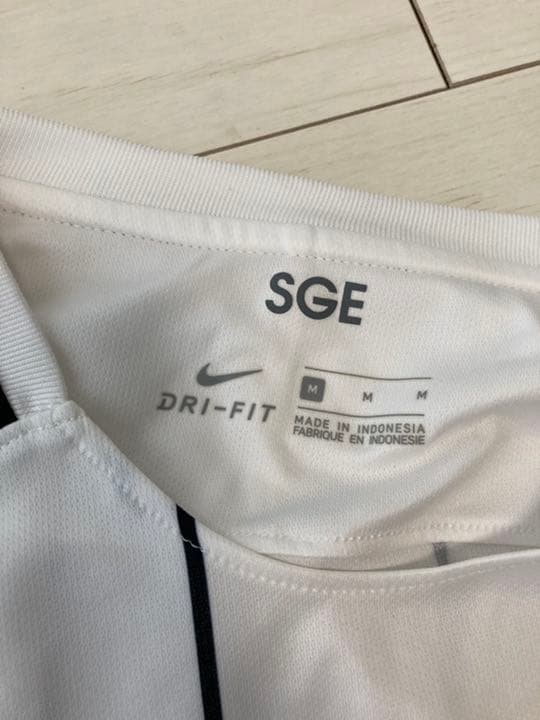 SGE
DRI-FIT
M M M
MADE IN INDONESIA
FABRIQUE EN INDONESIE